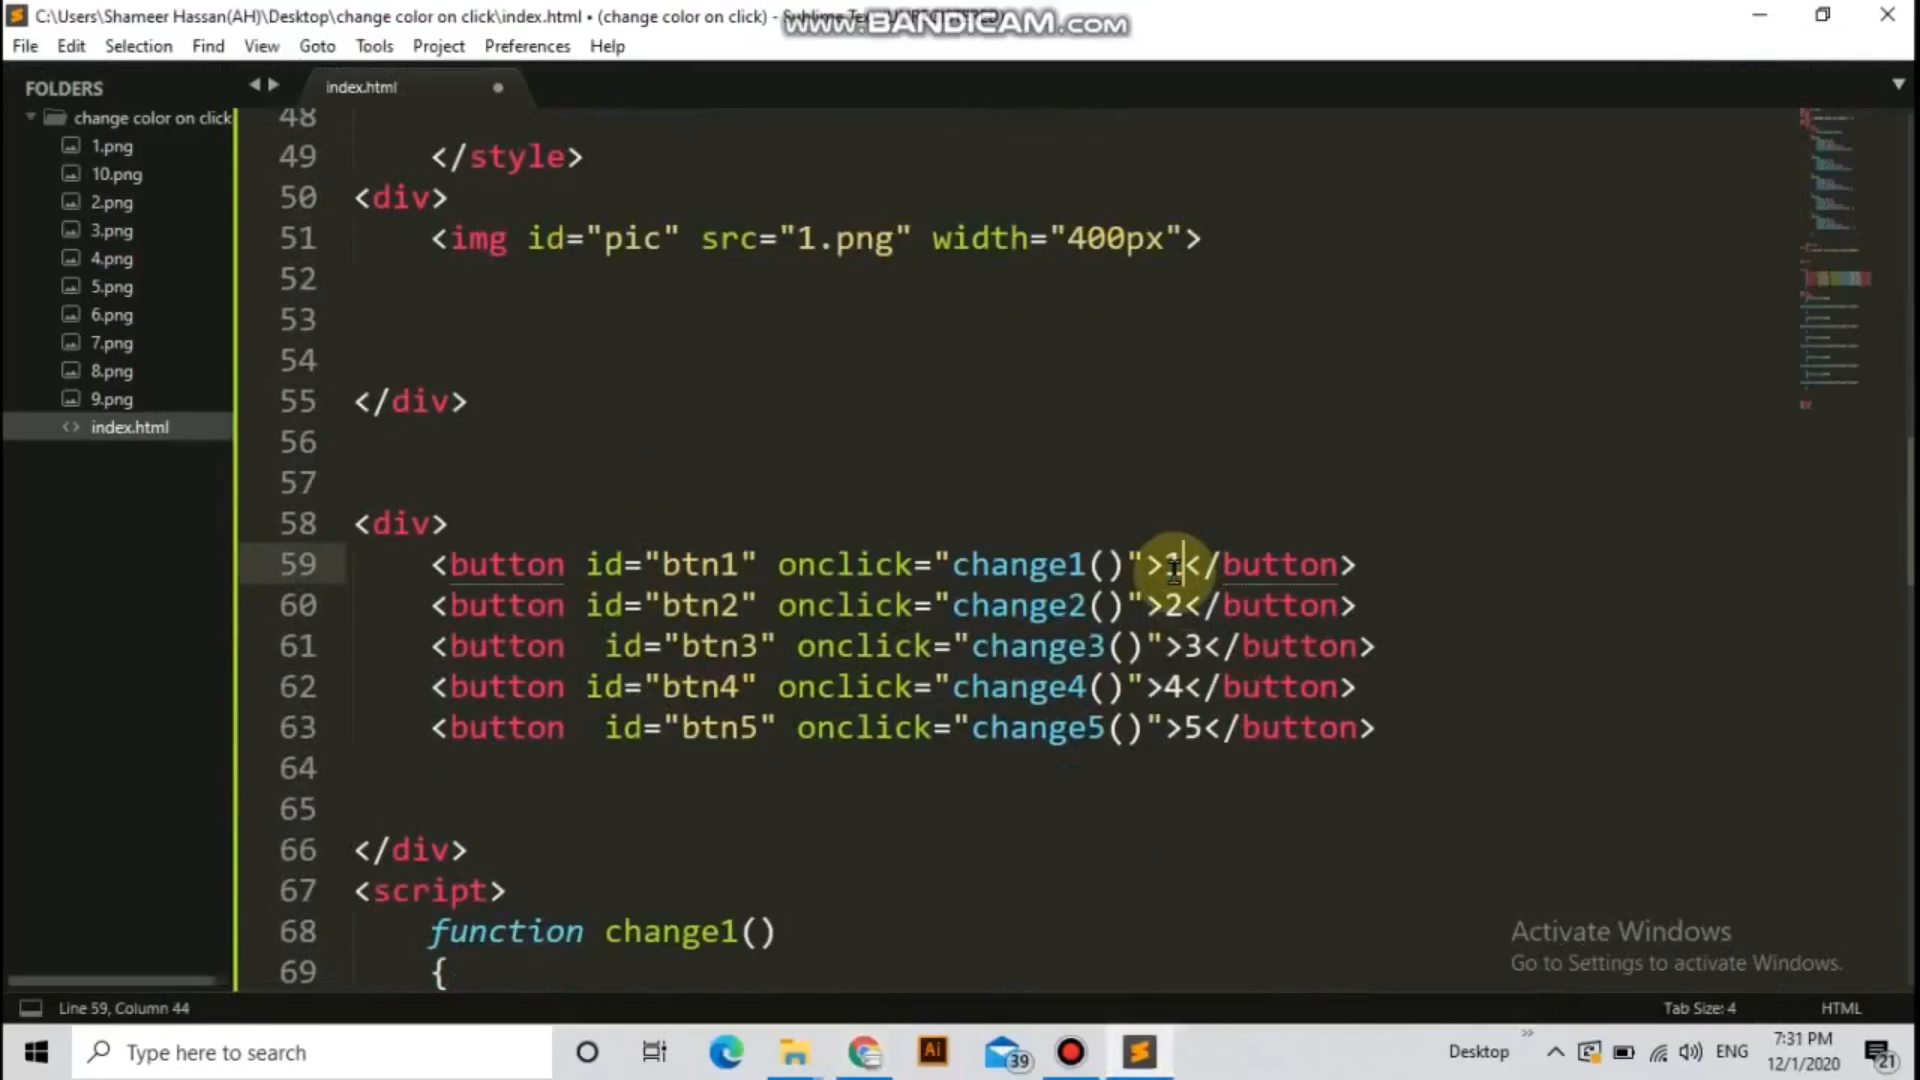 C:\Users\Shameer Hassan(AH)\Desktop\change color on click\index.html • (change color on click) - Sublime Text (UNREGISTERED)
www.BANDICAM.com
File Edit Selection Find View Goto Tools Project Preferences Help
FOLDERS
index.html
change color on click
1.png
10.png
2.png
3.png
4.png
5.png
6.png
7.png
8.png
9.png
index.html
48
49 </style>
50 <div>
51 <img id="pic" src="1.png" width="400px">
52
53
54
55 </div>
56
57
58 <div>
59 <button id="btn1" onclick="change1()">1</button>
60 <button id="btn2" onclick="change2()">2</button>
61 <button  id="btn3" onclick="change3()">3</button>
62 <button id="btn4" onclick="change4()">4</button>
63 <button  id="btn5" onclick="change5()">5</button>
64
65
66 </div>
67 <script>
68 function change1()
69 {
Activate Windows
Go to Settings to activate Windows.
Line 59, Column 44
Tab Size: 4
HTML
Type here to search
Ai
39
Desktop
ENG
7:31 PM
12/1/2020
21